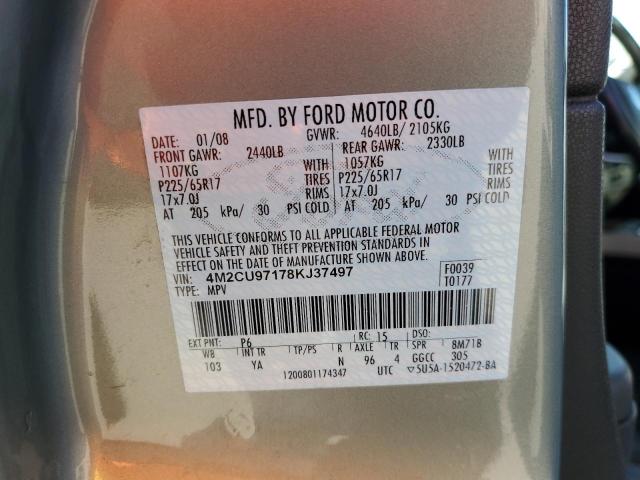 MFD. BY FORD MOTOR CO.
DATE: 01/08 GVWR: 4640LB/ 2105KG
FRONT GAWR: 2440LB REAR GAWR: 2330LB
1107KG WITH 1057KG WITH
P225/65R17 TIRES P225/65R17 TIRES
17x7.0J RIMS 17x7.0J RIMS
AT 205 kPa/ 30 PSI COLD AT 205 kPa/ 30 PSI COLD
THIS VEHICLE CONFORMS TO ALL APPLICABLE FEDERAL MOTOR
VEHICLE SAFETY AND THEFT PREVENTION STANDARDS IN
EFFECT ON THE DATE OF MANUFACTURE SHOWN ABOVE.
VIN: 4M2CU97178KJ37497 F0039
TYPE: MPV T0177
EXT PNT: P6 RC: 15 DSO:
WB INT TR TP/PS R AXLE TR SPR 8M71B
103 YA N 96 4 GGCC 305
1200801174347 UTC ▽5U5A-1520472-BA